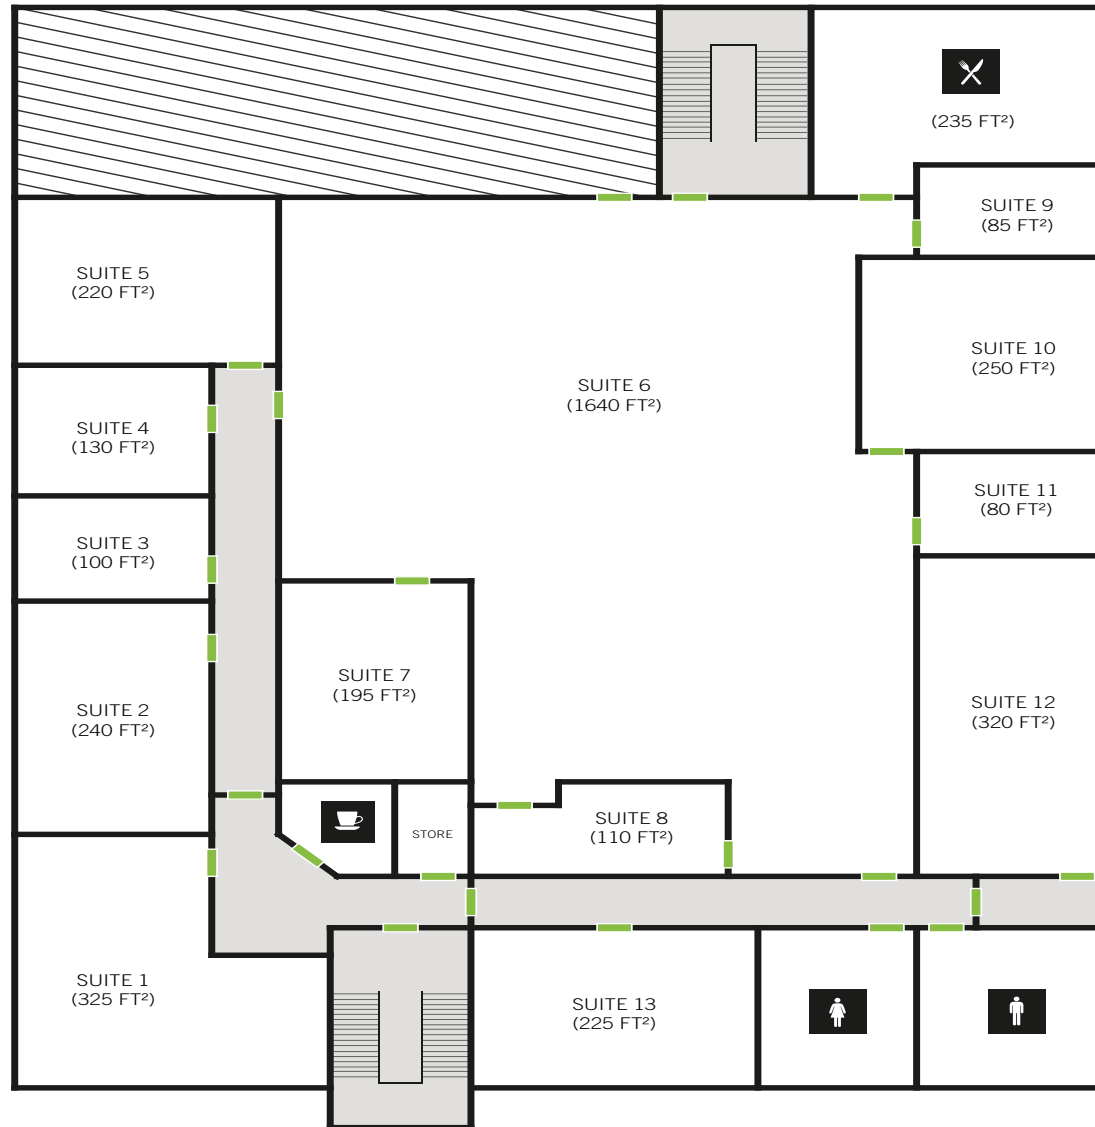 (235 FT²)
SUITE 9
(85 FT²)
SUITE 5
(220 FT²)
SUITE 10
(250 FT²)
SUITE 6
(1640 FT²)
SUITE 4
(130 FT²)
SUITE 11
(80 FT²)
SUITE 3
(100 FT²)
SUITE 7
(195 FT²)
SUITE 2
(240 FT²)
SUITE 12
(320 FT²)
SUITE 8
(110 FT²)
STORE
SUITE 1
(325 FT²)
SUITE 13
(225 FT²)